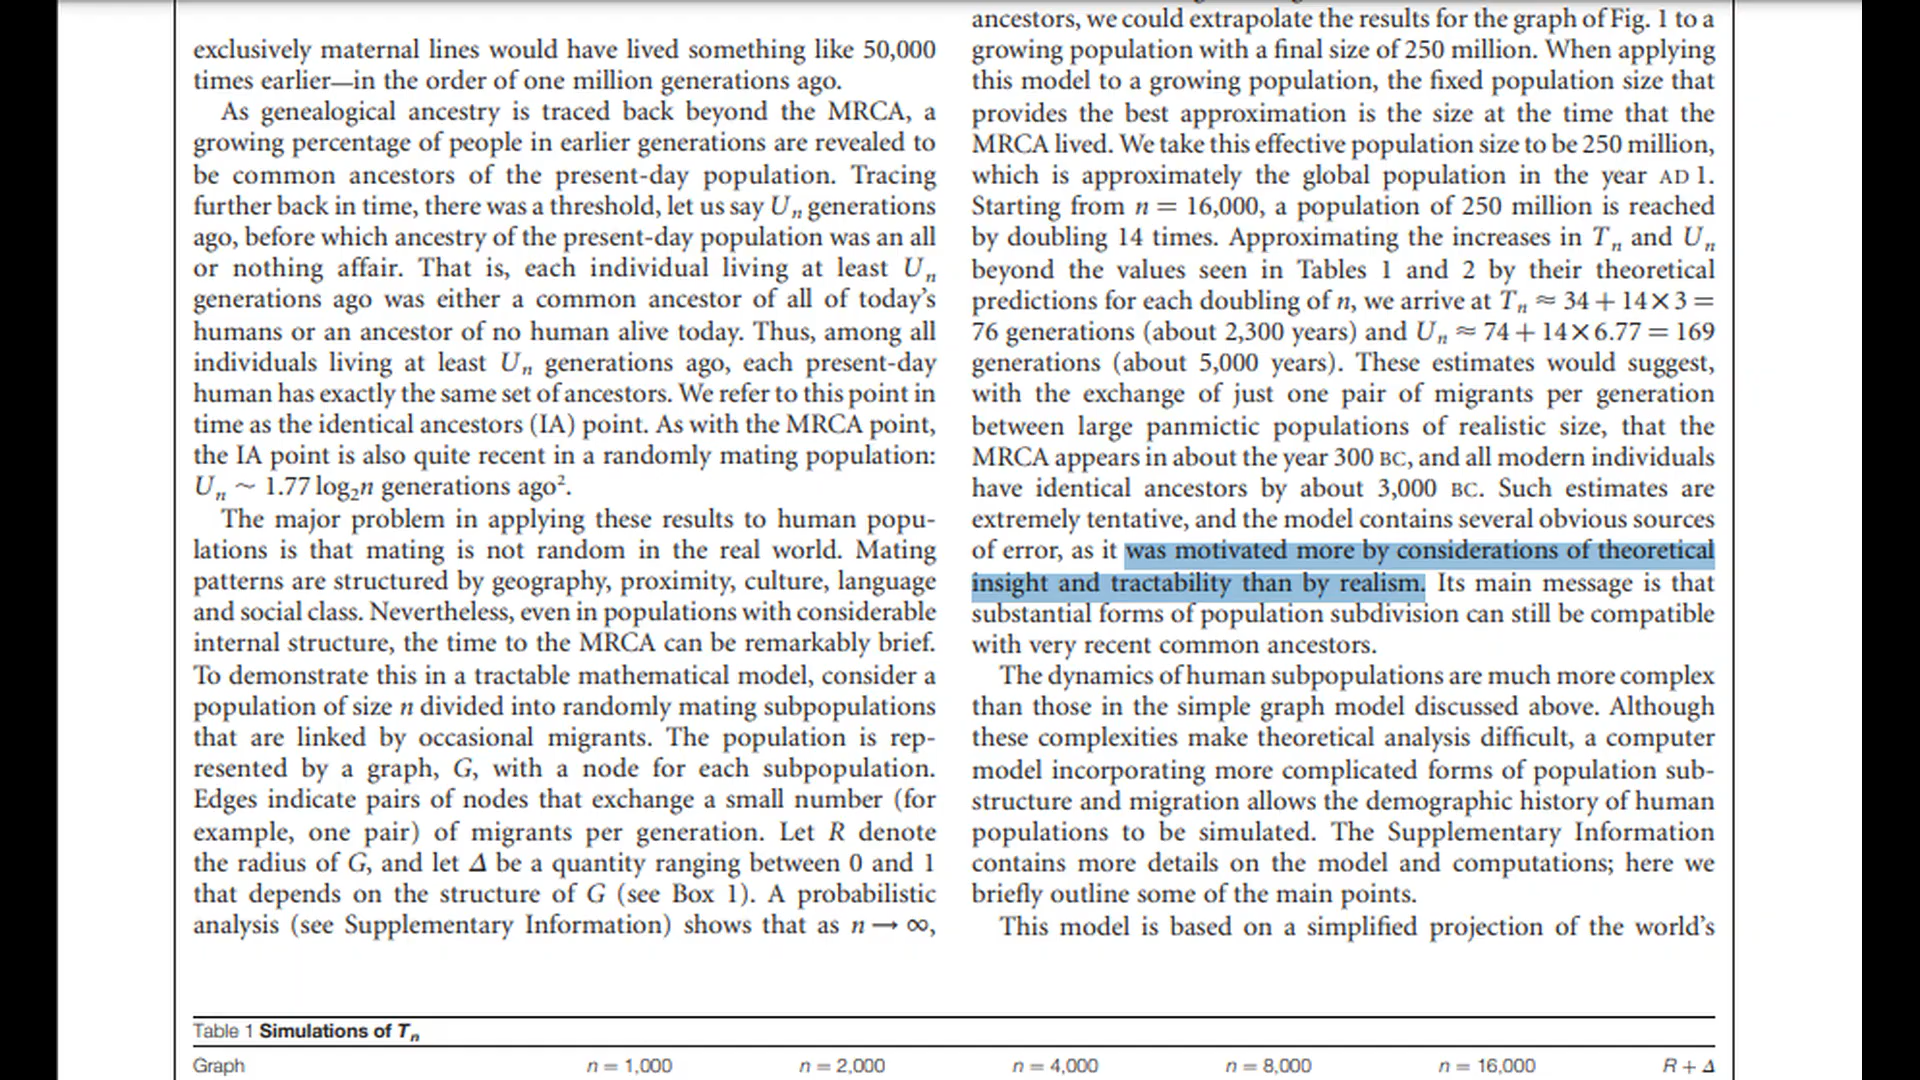 exclusively maternal lines would have lived something like 50,000
times earlier—in the order of one million generations ago.
As genealogical ancestry is traced back beyond the MRCA, a
growing percentage of people in earlier generations are revealed to
be common ancestors of the present-day population. Tracing
further back in time, there was a threshold, let us say Uₙ generations
ago, before which ancestry of the present-day population was an all
or nothing affair. That is, each individual living at least Uₙ
generations ago was either a common ancestor of all of today's
humans or an ancestor of no human alive today. Thus, among all
individuals living at least Uₙ generations ago, each present-day
human has exactly the same set of ancestors. We refer to this point in
time as the identical ancestors (IA) point. As with the MRCA point,
the IA point is also quite recent in a randomly mating population:
Uₙ ~ 1.77 log₂n generations ago².
The major problem in applying these results to human popu-
lations is that mating is not random in the real world. Mating
patterns are structured by geography, proximity, culture, language
and social class. Nevertheless, even in populations with considerable
internal structure, the time to the MRCA can be remarkably brief.
To demonstrate this in a tractable mathematical model, consider a
population of size n divided into randomly mating subpopulations
that are linked by occasional migrants. The population is rep-
resented by a graph, G, with a node for each subpopulation.
Edges indicate pairs of nodes that exchange a small number (for
example, one pair) of migrants per generation. Let R denote
the radius of G, and let Δ be a quantity ranging between 0 and 1
that depends on the structure of G (see Box 1). A probabilistic
analysis (see Supplementary Information) shows that as n → ∞,
ancestors, we could extrapolate the results for the graph of Fig. 1 to a
growing population with a final size of 250 million. When applying
this model to a growing population, the fixed population size that
provides the best approximation is the size at the time that the
MRCA lived. We take this effective population size to be 250 million,
which is approximately the global population in the year AD 1.
Starting from n = 16,000, a population of 250 million is reached
by doubling 14 times. Approximating the increases in Tₙ and Uₙ
beyond the values seen in Tables 1 and 2 by their theoretical
predictions for each doubling of n, we arrive at Tₙ ≈ 34 + 14 × 3 =
76 generations (about 2,300 years) and Uₙ ≈ 74 + 14 × 6.77 = 169
generations (about 5,000 years). These estimates would suggest,
with the exchange of just one pair of migrants per generation
between large panmictic populations of realistic size, that the
MRCA appears in about the year 300 BC, and all modern individuals
have identical ancestors by about 3,000 BC. Such estimates are
extremely tentative, and the model contains several obvious sources
of error, as it was motivated more by considerations of theoretical
insight and tractability than by realism. Its main message is that
substantial forms of population subdivision can still be compatible
with very recent common ancestors.
The dynamics of human subpopulations are much more complex
than those in the simple graph model discussed above. Although
these complexities make theoretical analysis difficult, a computer
model incorporating more complicated forms of population sub-
structure and migration allows the demographic history of human
populations to be simulated. The Supplementary Information
contains more details on the model and computations; here we
briefly outline some of the main points.
This model is based on a simplified projection of the world's
Table 1 Simulations of Tₙ
Graph n = 1,000 n = 2,000 n = 4,000 n = 8,000 n = 16,000 R + Δ